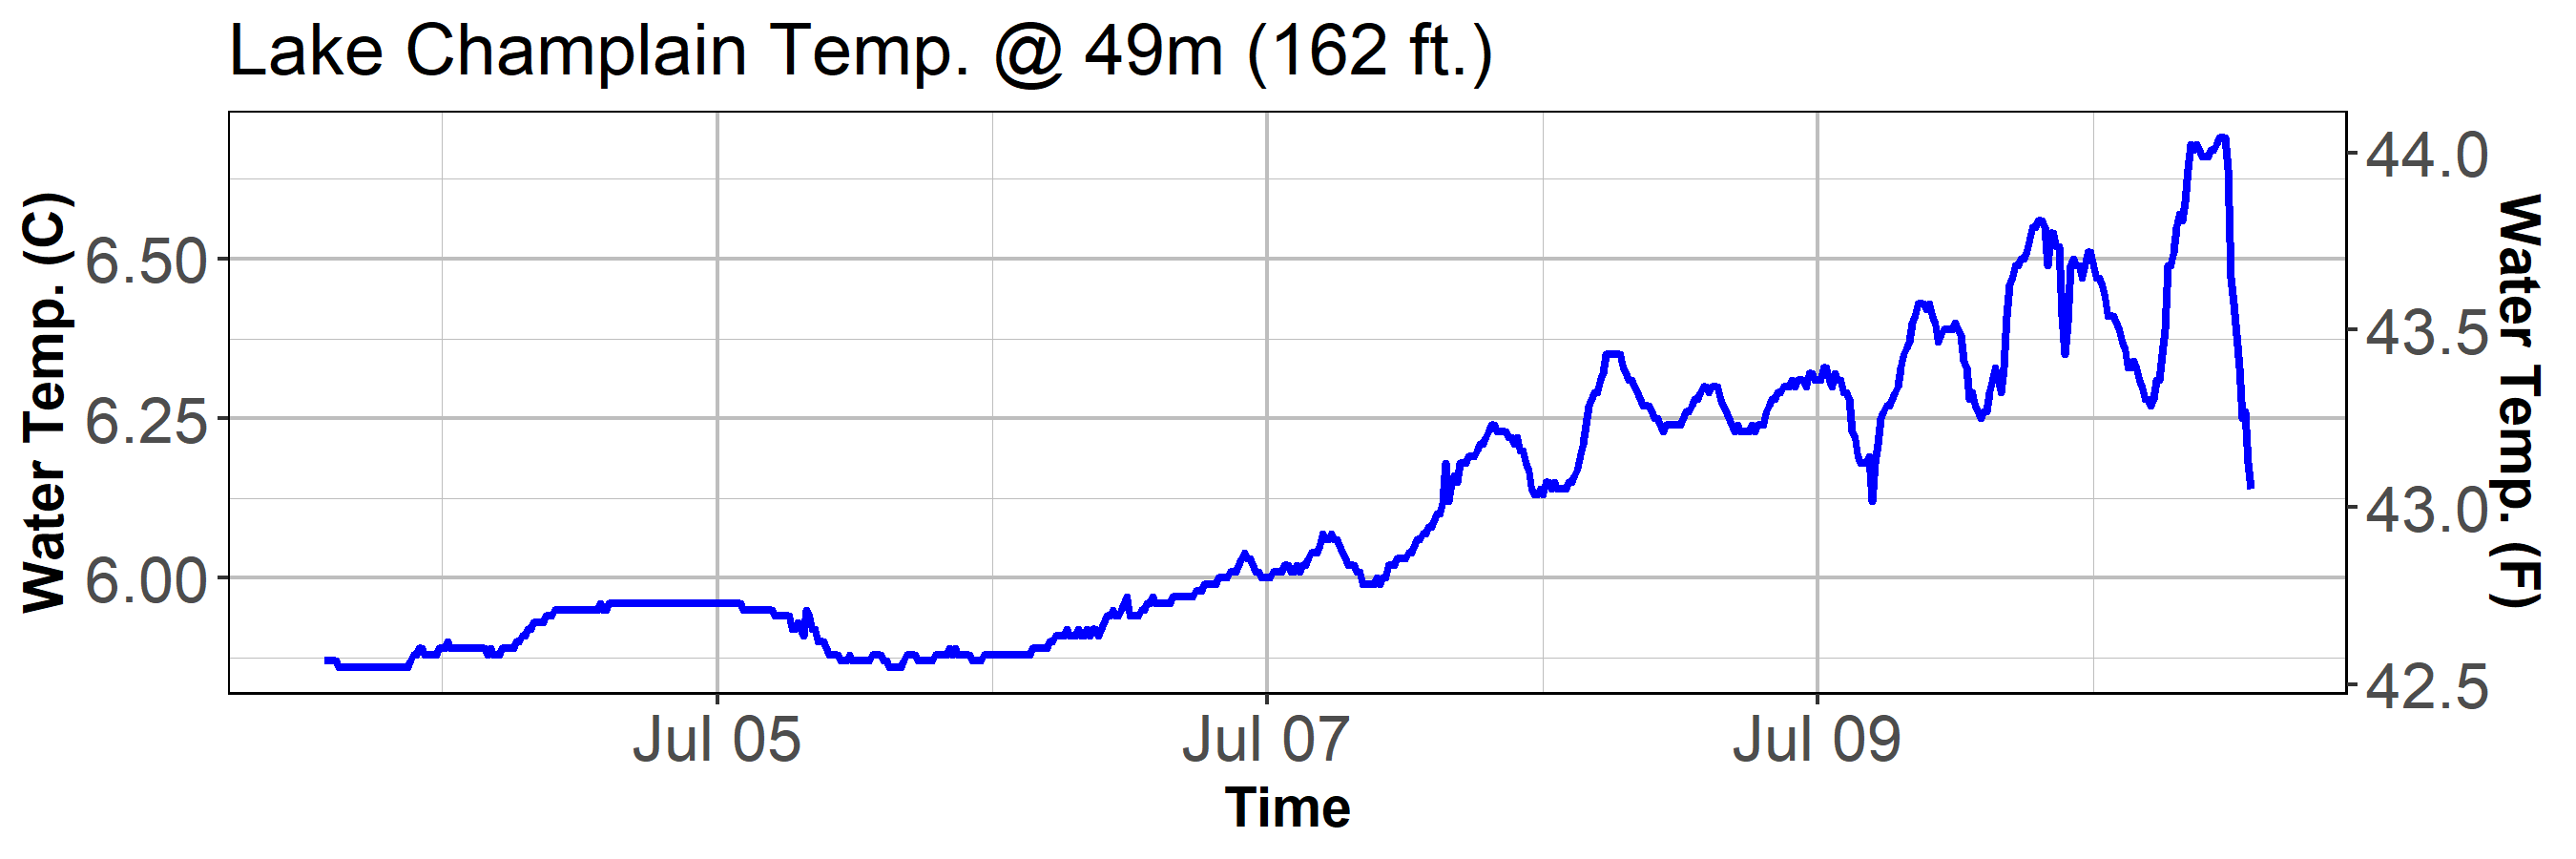 Lake Champlain Temp. @ 49m (162 ft.)
Water Temp. (C)
6.50
6.25
6.00
44.0
43.5
43.0
42.5
Water Temp. (F)
Jul 05 Jul 07 Jul 09
Time